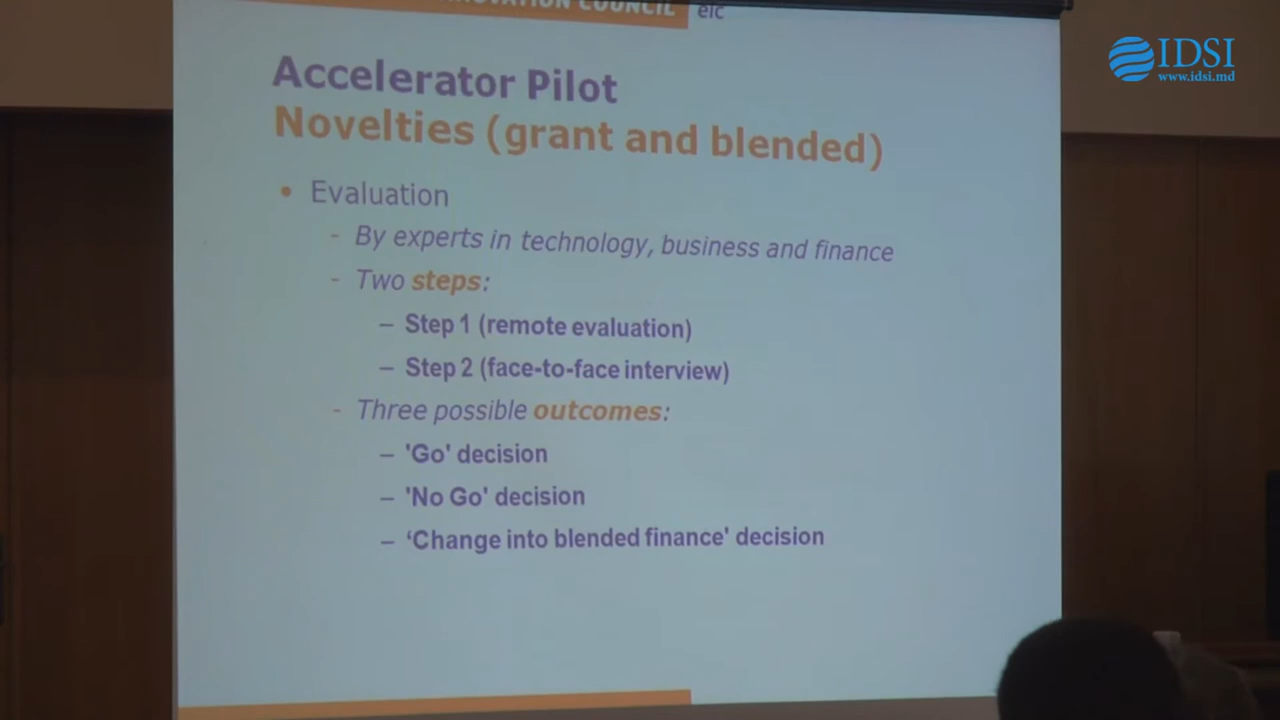 COUNCIL eic
IDSI
www.idsi.md
Accelerator Pilot
Novelties (grant and blended)
• Evaluation
- By experts in technology, business and finance
- Two steps:
– Step 1 (remote evaluation)
– Step 2 (face-to-face interview)
- Three possible outcomes:
– 'Go' decision
– 'No Go' decision
– ‘Change into blended finance' decision